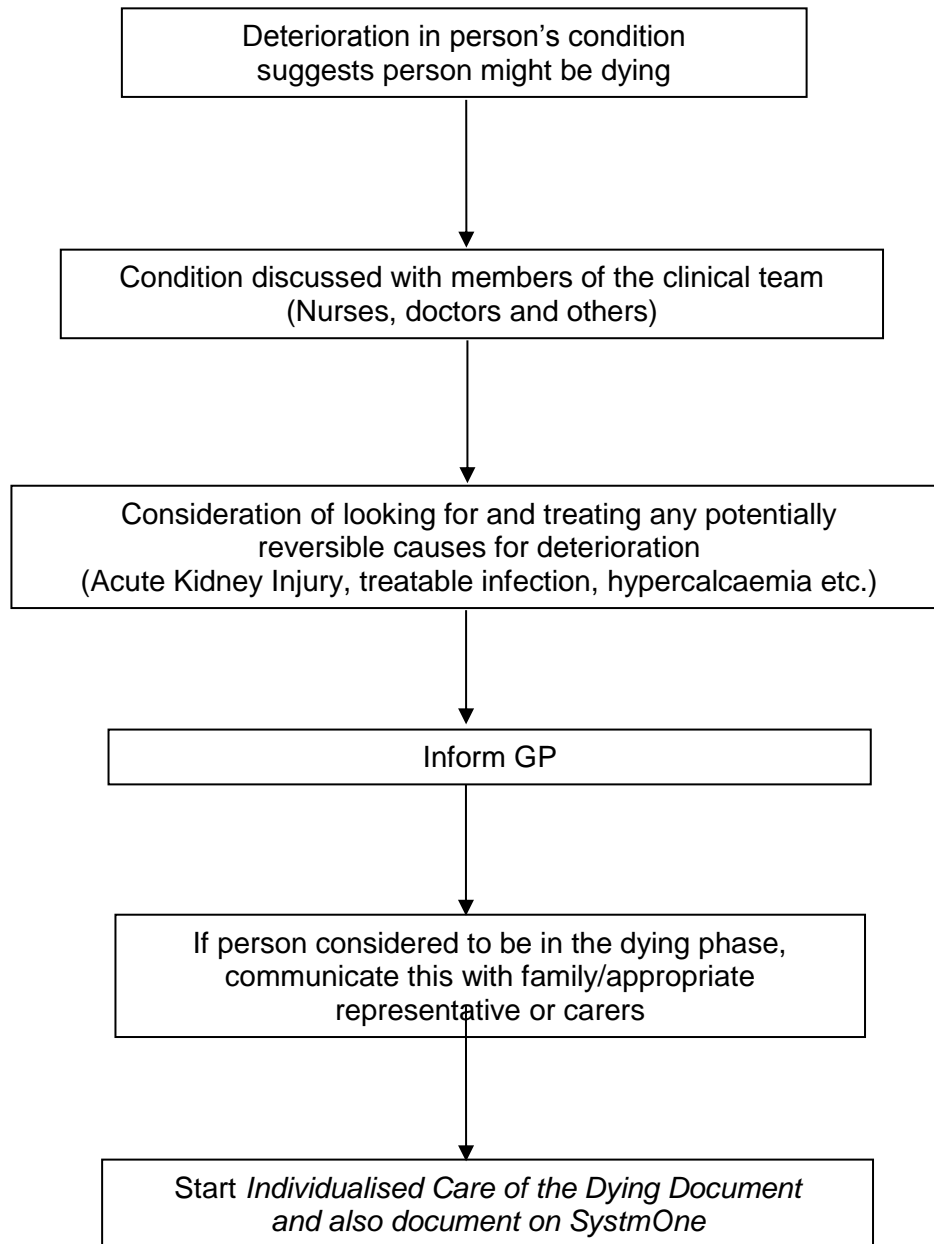 Deterioration in person’s condition
suggests person might be dying
Condition discussed with members of the clinical team
(Nurses, doctors and others)
Consideration of looking for and treating any potentially
reversible causes for deterioration
(Acute Kidney Injury, treatable infection, hypercalcaemia etc.)
Inform GP
If person considered to be in the dying phase,
communicate this with family/appropriate
representative or carers
Start Individualised Care of the Dying Document
and also document on SystmOne